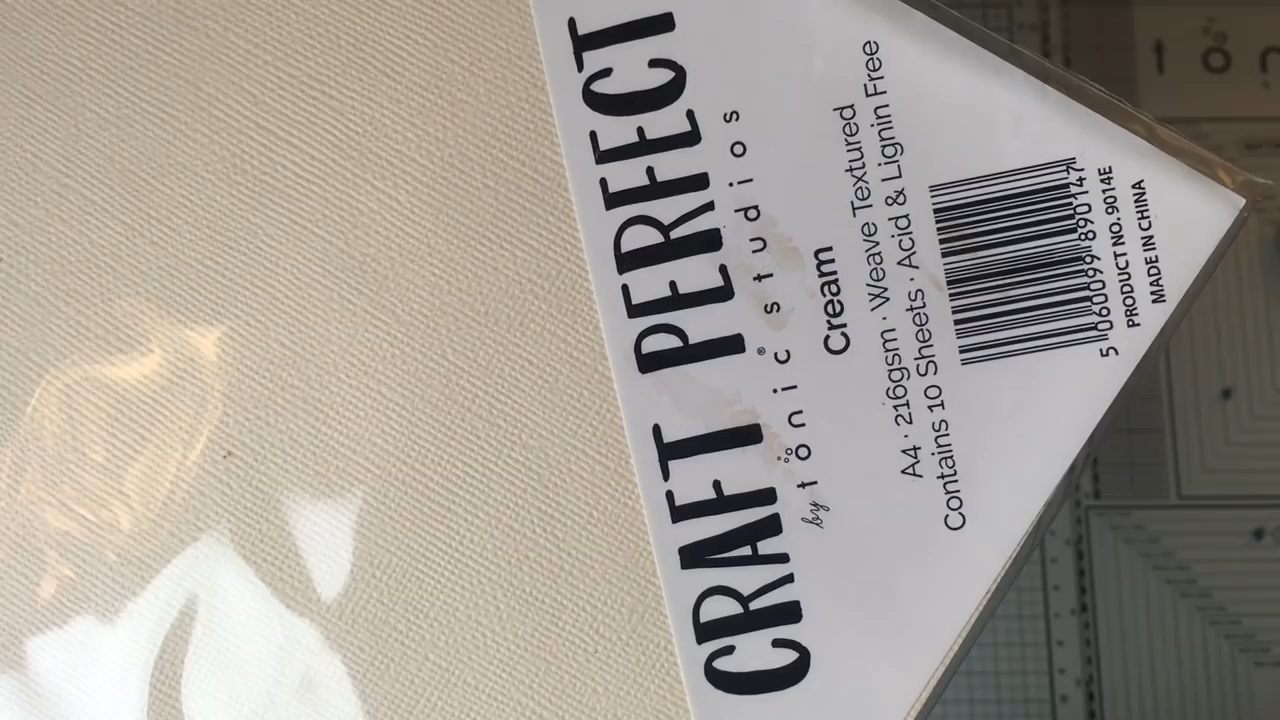 CRAFT PERFECT
by tönic® studios
Cream
A4 · 216gsm · Weave Textured
Contains 10 Sheets · Acid & Lignin Free
5 060099 890147
PRODUCT NO. 9014E
MADE IN CHINA